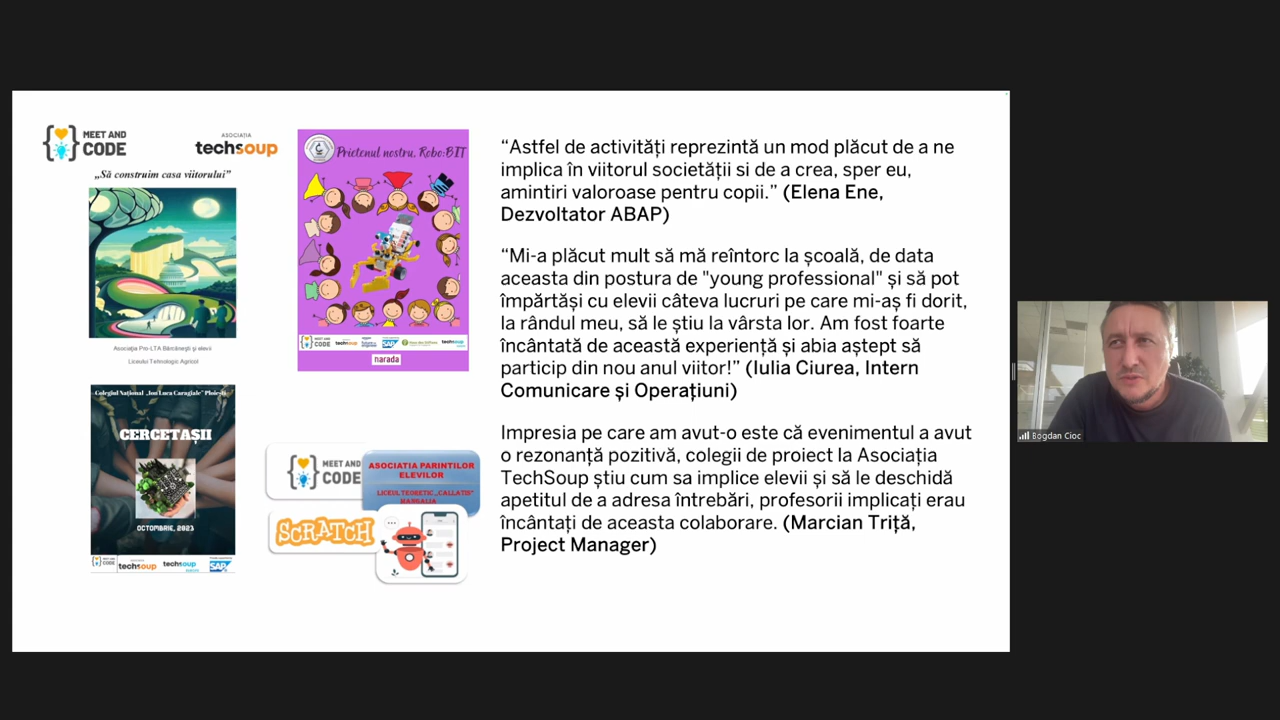 MEET AND
CODE
ASOCIAȚIA
techsoup
„Să construim casa viitorului”
Asociația Pro-LTA Bărcănești și elevii
Liceului Tehnologic Agricol
Prietenul nostru, Robo:BIT
MEET AND
CODE
techsoup
SAP
techsoup
narada
Colegiul Național „Ion Luca Caragiale” Ploiești
CERCETAȘII
OCTOMBRIE, 2023
MEET AND
CODE
techsoup
techsoup
SAP
MEET AND
CODE
ASOCIATIA PARINTILOR
ELEVILOR
LICEUL TEORETIC „CALLATIS”
MANGALIA
SCRATCH
“Astfel de activități reprezintă un mod plăcut de a ne
implica în viitorul societății si de a crea, sper eu,
amintiri valoroase pentru copii.” (Elena Ene,
Dezvoltator ABAP)
“Mi-a plăcut mult să mă reîntorc la școală, de data
aceasta din postura de "young professional" și să pot
împărtăși cu elevii câteva lucruri pe care mi-aș fi dorit,
la rândul meu, să le știu la vârsta lor. Am fost foarte
încântată de această experiență și abia aștept să
particip din nou anul viitor!” (Iulia Ciurea, Intern
Comunicare și Operațiuni)
Impresia pe care am avut-o este că evenimentul a avut
o rezonanță pozitivă, colegii de proiect la Asociația
TechSoup știu cum sa implice elevii și să le deschidă
apetitul de a adresa întrebări, profesorii implicați erau
încântați de aceasta colaborare. (Marcian Triță,
Project Manager)
Bogdan Cioc